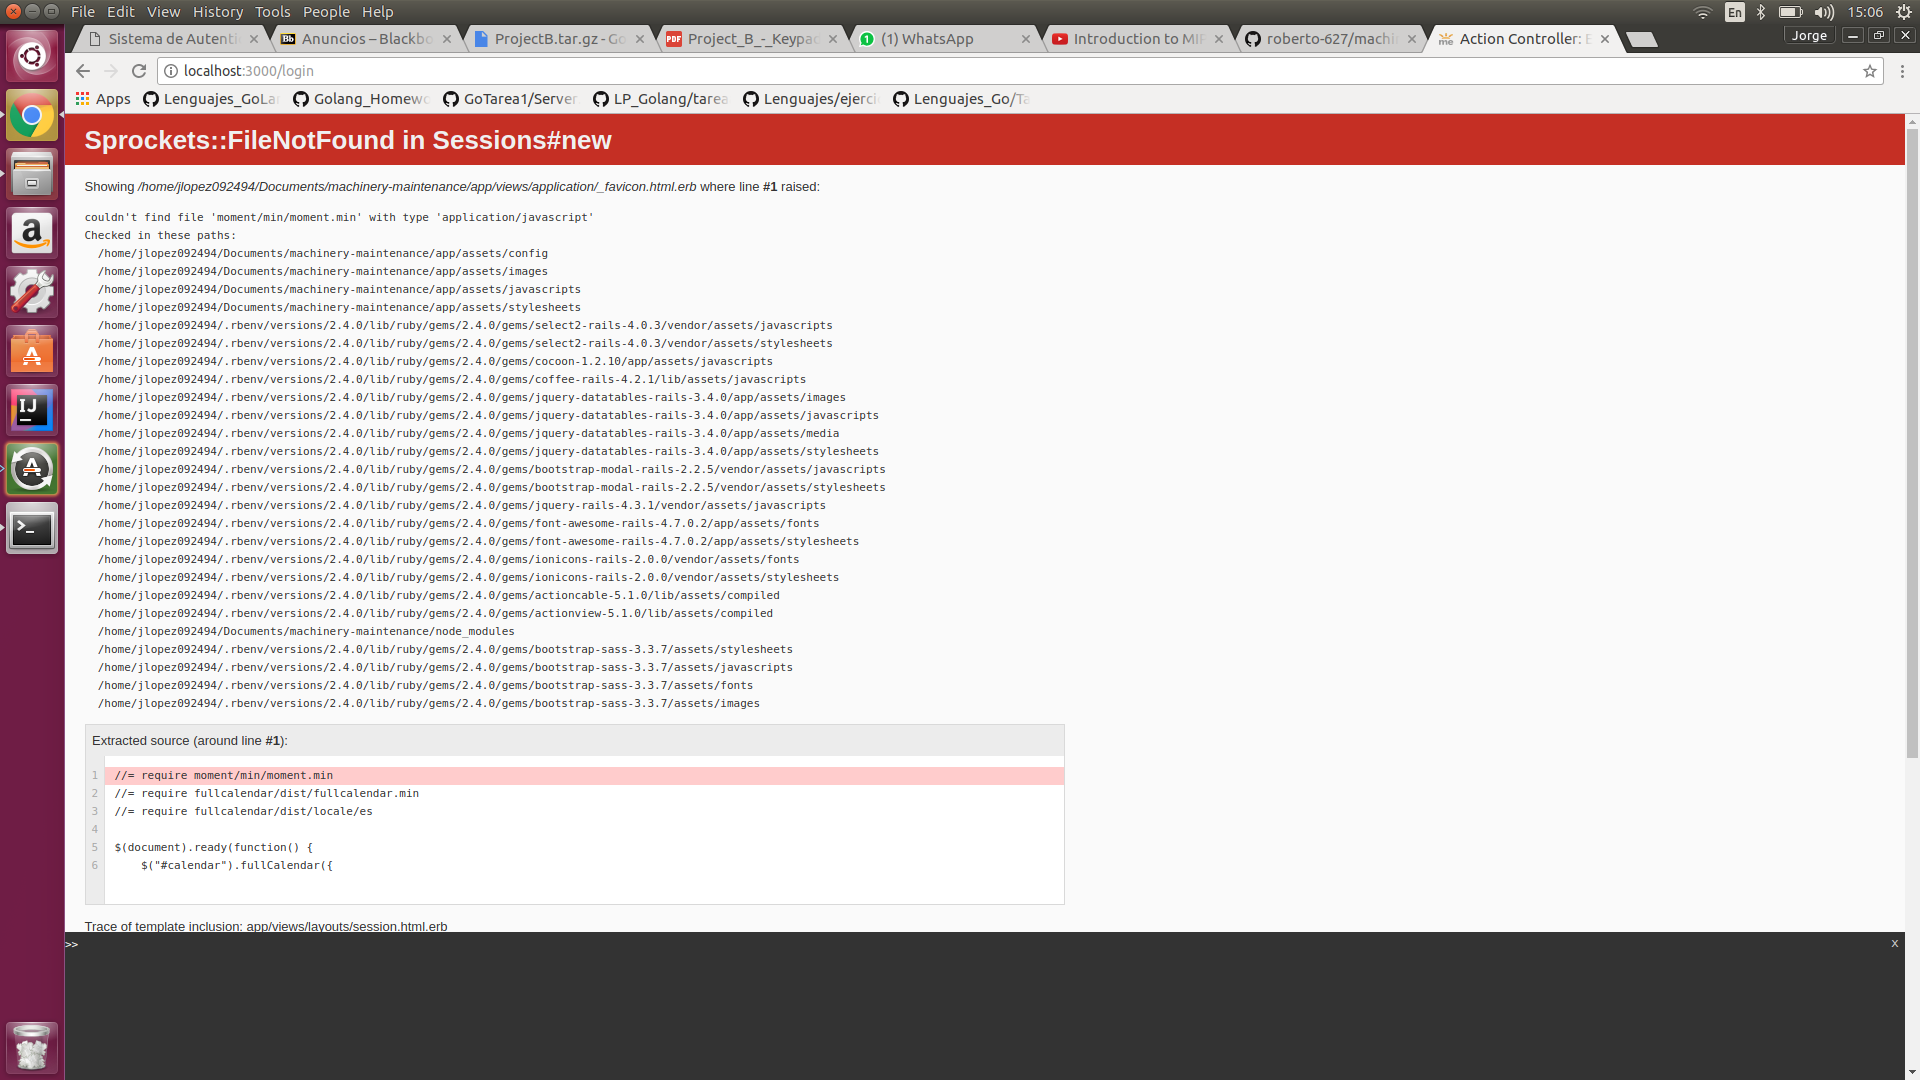 File Edit View History Tools People Help
En
15:06
Sistema de Autenti
Bb Anuncios – Blackbo
ProjectB.tar.gz - Go
PDF Project_B_-_Keypad
(1) WhatsApp
Introduction to MIP
roberto-627/machi
me Action Controller: E
Jorge
localhost:3000/login
Apps
Lenguajes_GoLa
Golang_Homewo
GoTarea1/Server
LP_Golang/tarea
Lenguajes/ejerci
Lenguajes_Go/Ta
Sprockets::FileNotFound in Sessions#new
Showing /home/jlopez092494/Documents/machinery-maintenance/app/views/application/_favicon.html.erb where line #1 raised:
couldn't find file 'moment/min/moment.min' with type 'application/javascript'
Checked in these paths:
/home/jlopez092494/Documents/machinery-maintenance/app/assets/config
/home/jlopez092494/Documents/machinery-maintenance/app/assets/images
/home/jlopez092494/Documents/machinery-maintenance/app/assets/javascripts
/home/jlopez092494/Documents/machinery-maintenance/app/assets/stylesheets
/home/jlopez092494/.rbenv/versions/2.4.0/lib/ruby/gems/2.4.0/gems/select2-rails-4.0.3/vendor/assets/javascripts
/home/jlopez092494/.rbenv/versions/2.4.0/lib/ruby/gems/2.4.0/gems/select2-rails-4.0.3/vendor/assets/stylesheets
/home/jlopez092494/.rbenv/versions/2.4.0/lib/ruby/gems/2.4.0/gems/cocoon-1.2.10/app/assets/javascripts
/home/jlopez092494/.rbenv/versions/2.4.0/lib/ruby/gems/2.4.0/gems/coffee-rails-4.2.1/lib/assets/javascripts
/home/jlopez092494/.rbenv/versions/2.4.0/lib/ruby/gems/2.4.0/gems/jquery-datatables-rails-3.4.0/app/assets/images
/home/jlopez092494/.rbenv/versions/2.4.0/lib/ruby/gems/2.4.0/gems/jquery-datatables-rails-3.4.0/app/assets/javascripts
/home/jlopez092494/.rbenv/versions/2.4.0/lib/ruby/gems/2.4.0/gems/jquery-datatables-rails-3.4.0/app/assets/media
/home/jlopez092494/.rbenv/versions/2.4.0/lib/ruby/gems/2.4.0/gems/jquery-datatables-rails-3.4.0/app/assets/stylesheets
/home/jlopez092494/.rbenv/versions/2.4.0/lib/ruby/gems/2.4.0/gems/bootstrap-modal-rails-2.2.5/vendor/assets/javascripts
/home/jlopez092494/.rbenv/versions/2.4.0/lib/ruby/gems/2.4.0/gems/bootstrap-modal-rails-2.2.5/vendor/assets/stylesheets
/home/jlopez092494/.rbenv/versions/2.4.0/lib/ruby/gems/2.4.0/gems/jquery-rails-4.3.1/vendor/assets/javascripts
/home/jlopez092494/.rbenv/versions/2.4.0/lib/ruby/gems/2.4.0/gems/font-awesome-rails-4.7.0.2/app/assets/fonts
/home/jlopez092494/.rbenv/versions/2.4.0/lib/ruby/gems/2.4.0/gems/font-awesome-rails-4.7.0.2/app/assets/stylesheets
/home/jlopez092494/.rbenv/versions/2.4.0/lib/ruby/gems/2.4.0/gems/ionicons-rails-2.0.0/vendor/assets/fonts
/home/jlopez092494/.rbenv/versions/2.4.0/lib/ruby/gems/2.4.0/gems/ionicons-rails-2.0.0/vendor/assets/stylesheets
/home/jlopez092494/.rbenv/versions/2.4.0/lib/ruby/gems/2.4.0/gems/actioncable-5.1.0/lib/assets/compiled
/home/jlopez092494/.rbenv/versions/2.4.0/lib/ruby/gems/2.4.0/gems/actionview-5.1.0/lib/assets/compiled
/home/jlopez092494/Documents/machinery-maintenance/node_modules
/home/jlopez092494/.rbenv/versions/2.4.0/lib/ruby/gems/2.4.0/gems/bootstrap-sass-3.3.7/assets/stylesheets
/home/jlopez092494/.rbenv/versions/2.4.0/lib/ruby/gems/2.4.0/gems/bootstrap-sass-3.3.7/assets/javascripts
/home/jlopez092494/.rbenv/versions/2.4.0/lib/ruby/gems/2.4.0/gems/bootstrap-sass-3.3.7/assets/fonts
/home/jlopez092494/.rbenv/versions/2.4.0/lib/ruby/gems/2.4.0/gems/bootstrap-sass-3.3.7/assets/images
Extracted source (around line #1):
1 //= require moment/min/moment.min
2 //= require fullcalendar/dist/fullcalendar.min
3 //= require fullcalendar/dist/locale/es
4
5 $(document).ready(function() {
6 $("#calendar").fullCalendar({
Trace of template inclusion: app/views/layouts/session.html.erb
>>
x